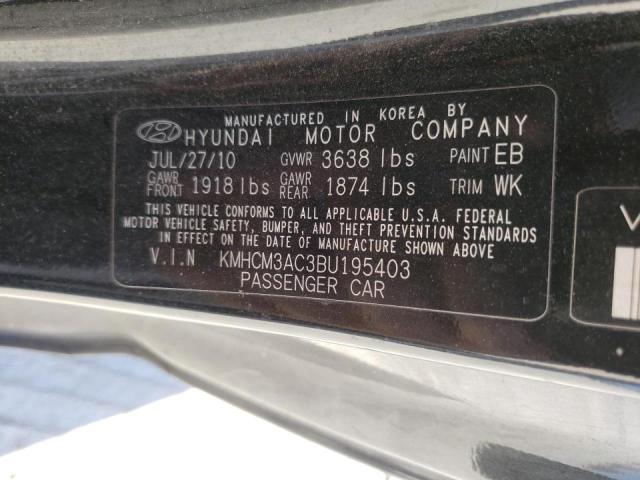 MANUFACTURED IN KOREA BY
HYUNDAI MOTOR COMPANY
JUL/27/10 GVWR 3638 lbs PAINT EB
GAWR FRONT 1918 lbs GAWR REAR 1874 lbs TRIM WK
THIS VEHICLE CONFORMS TO ALL APPLICABLE U.S.A. FEDERAL
MOTOR VEHICLE SAFETY, BUMPER, AND THEFT PREVENTION STANDARDS
IN EFFECT ON THE DATE OF MANUFACTURE SHOWN ABOVE
V.I.N KMHCM3AC3BU195403
PASSENGER CAR
V